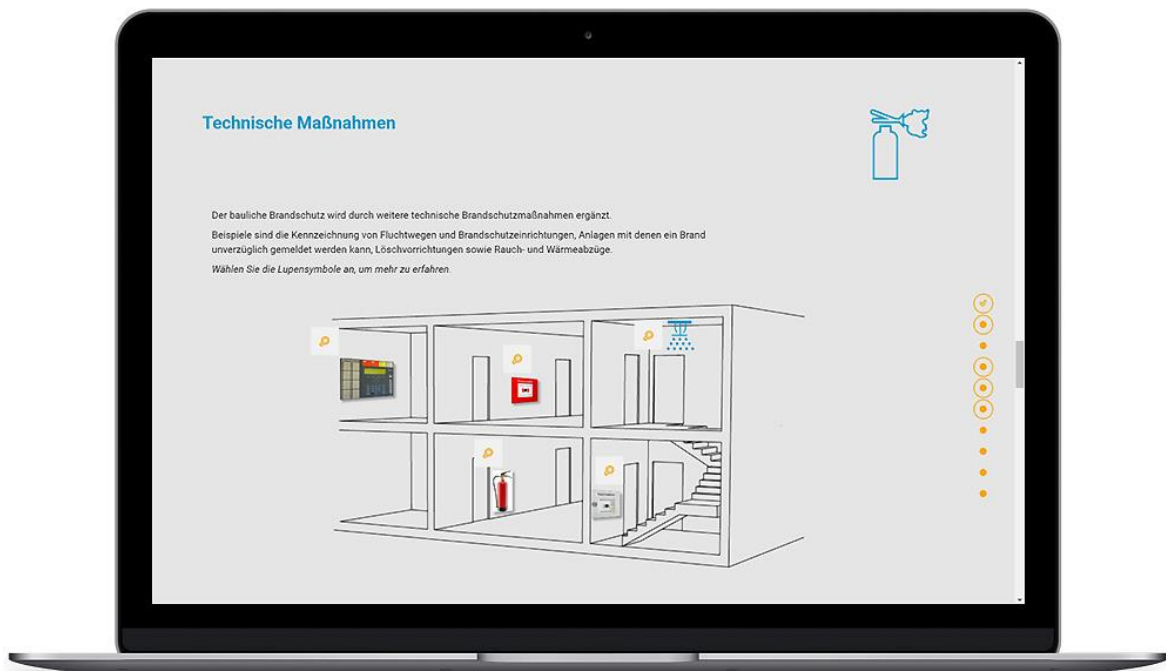 Technische Maßnahmen
Der bauliche Brandschutz wird durch weitere technische Brandschutzmaßnahmen ergänzt.
Beispiele sind die Kennzeichnung von Fluchtwegen und Brandschutzeinrichtungen, Anlagen mit denen ein Brand
unverzüglich gemeldet werden kann, Löschvorrichtungen sowie Rauch- und Wärmeabzüge.
Wählen Sie die Lupensymbole an, um mehr zu erfahren.